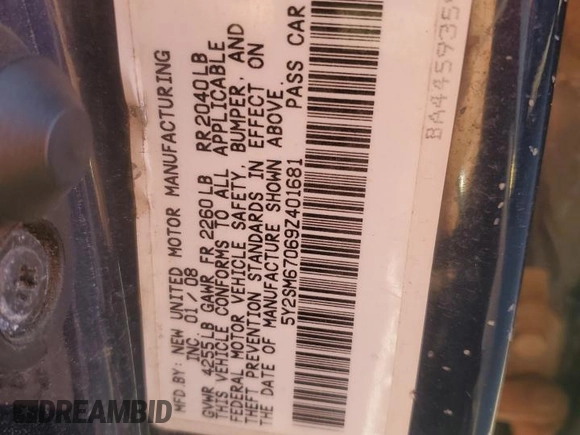 MFD BY: NEW UNITED MOTOR MANUFACTURING
INC. 01/08
GVWR 4255LB GAWR FR 2260LB RR2040LB
THIS VEHICLE CONFORMS TO ALL APPLICABLE
FEDERAL MOTOR VEHICLE SAFETY, BUMPER, AND
THEFT PREVENTION STANDARDS IN EFFECT ON
THE DATE OF MANUFACTURE SHOWN ABOVE.
5Y2SM67069Z401681 PASS CAR
BA4459359
DREAMBID